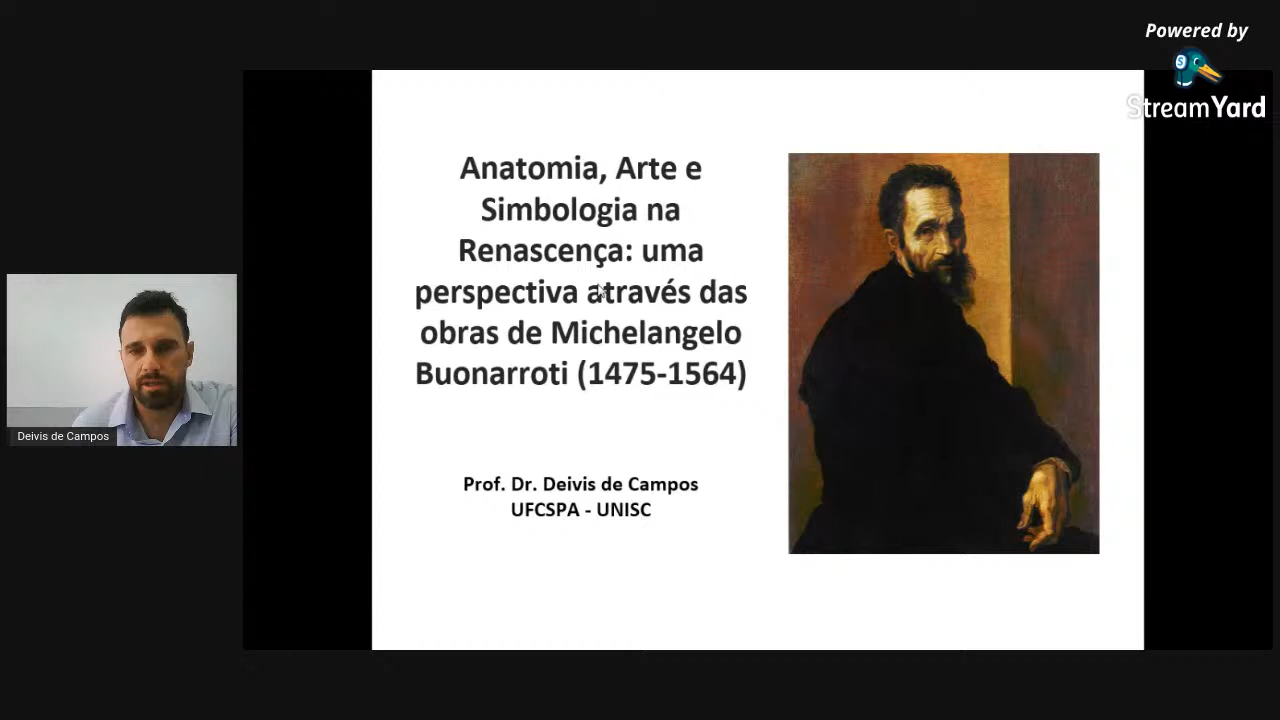 Powered by
StreamYard
Anatomia, Arte e
Simbologia na
Renascença: uma
perspectiva através das
obras de Michelangelo
Buonarroti (1475-1564)
Prof. Dr. Deivis de Campos
UFCSPA - UNISC
Deivis de Campos